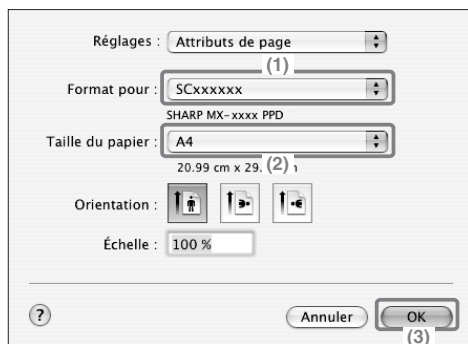 Réglages : Attributs de page
(1)
Format pour : SCxxxxxx
SHARP MX-xxxx PPD
Taille du papier : A4
20.99 cm x 29. (2)
Orientation :
Échelle : 100 %
? Annuler OK
(3)